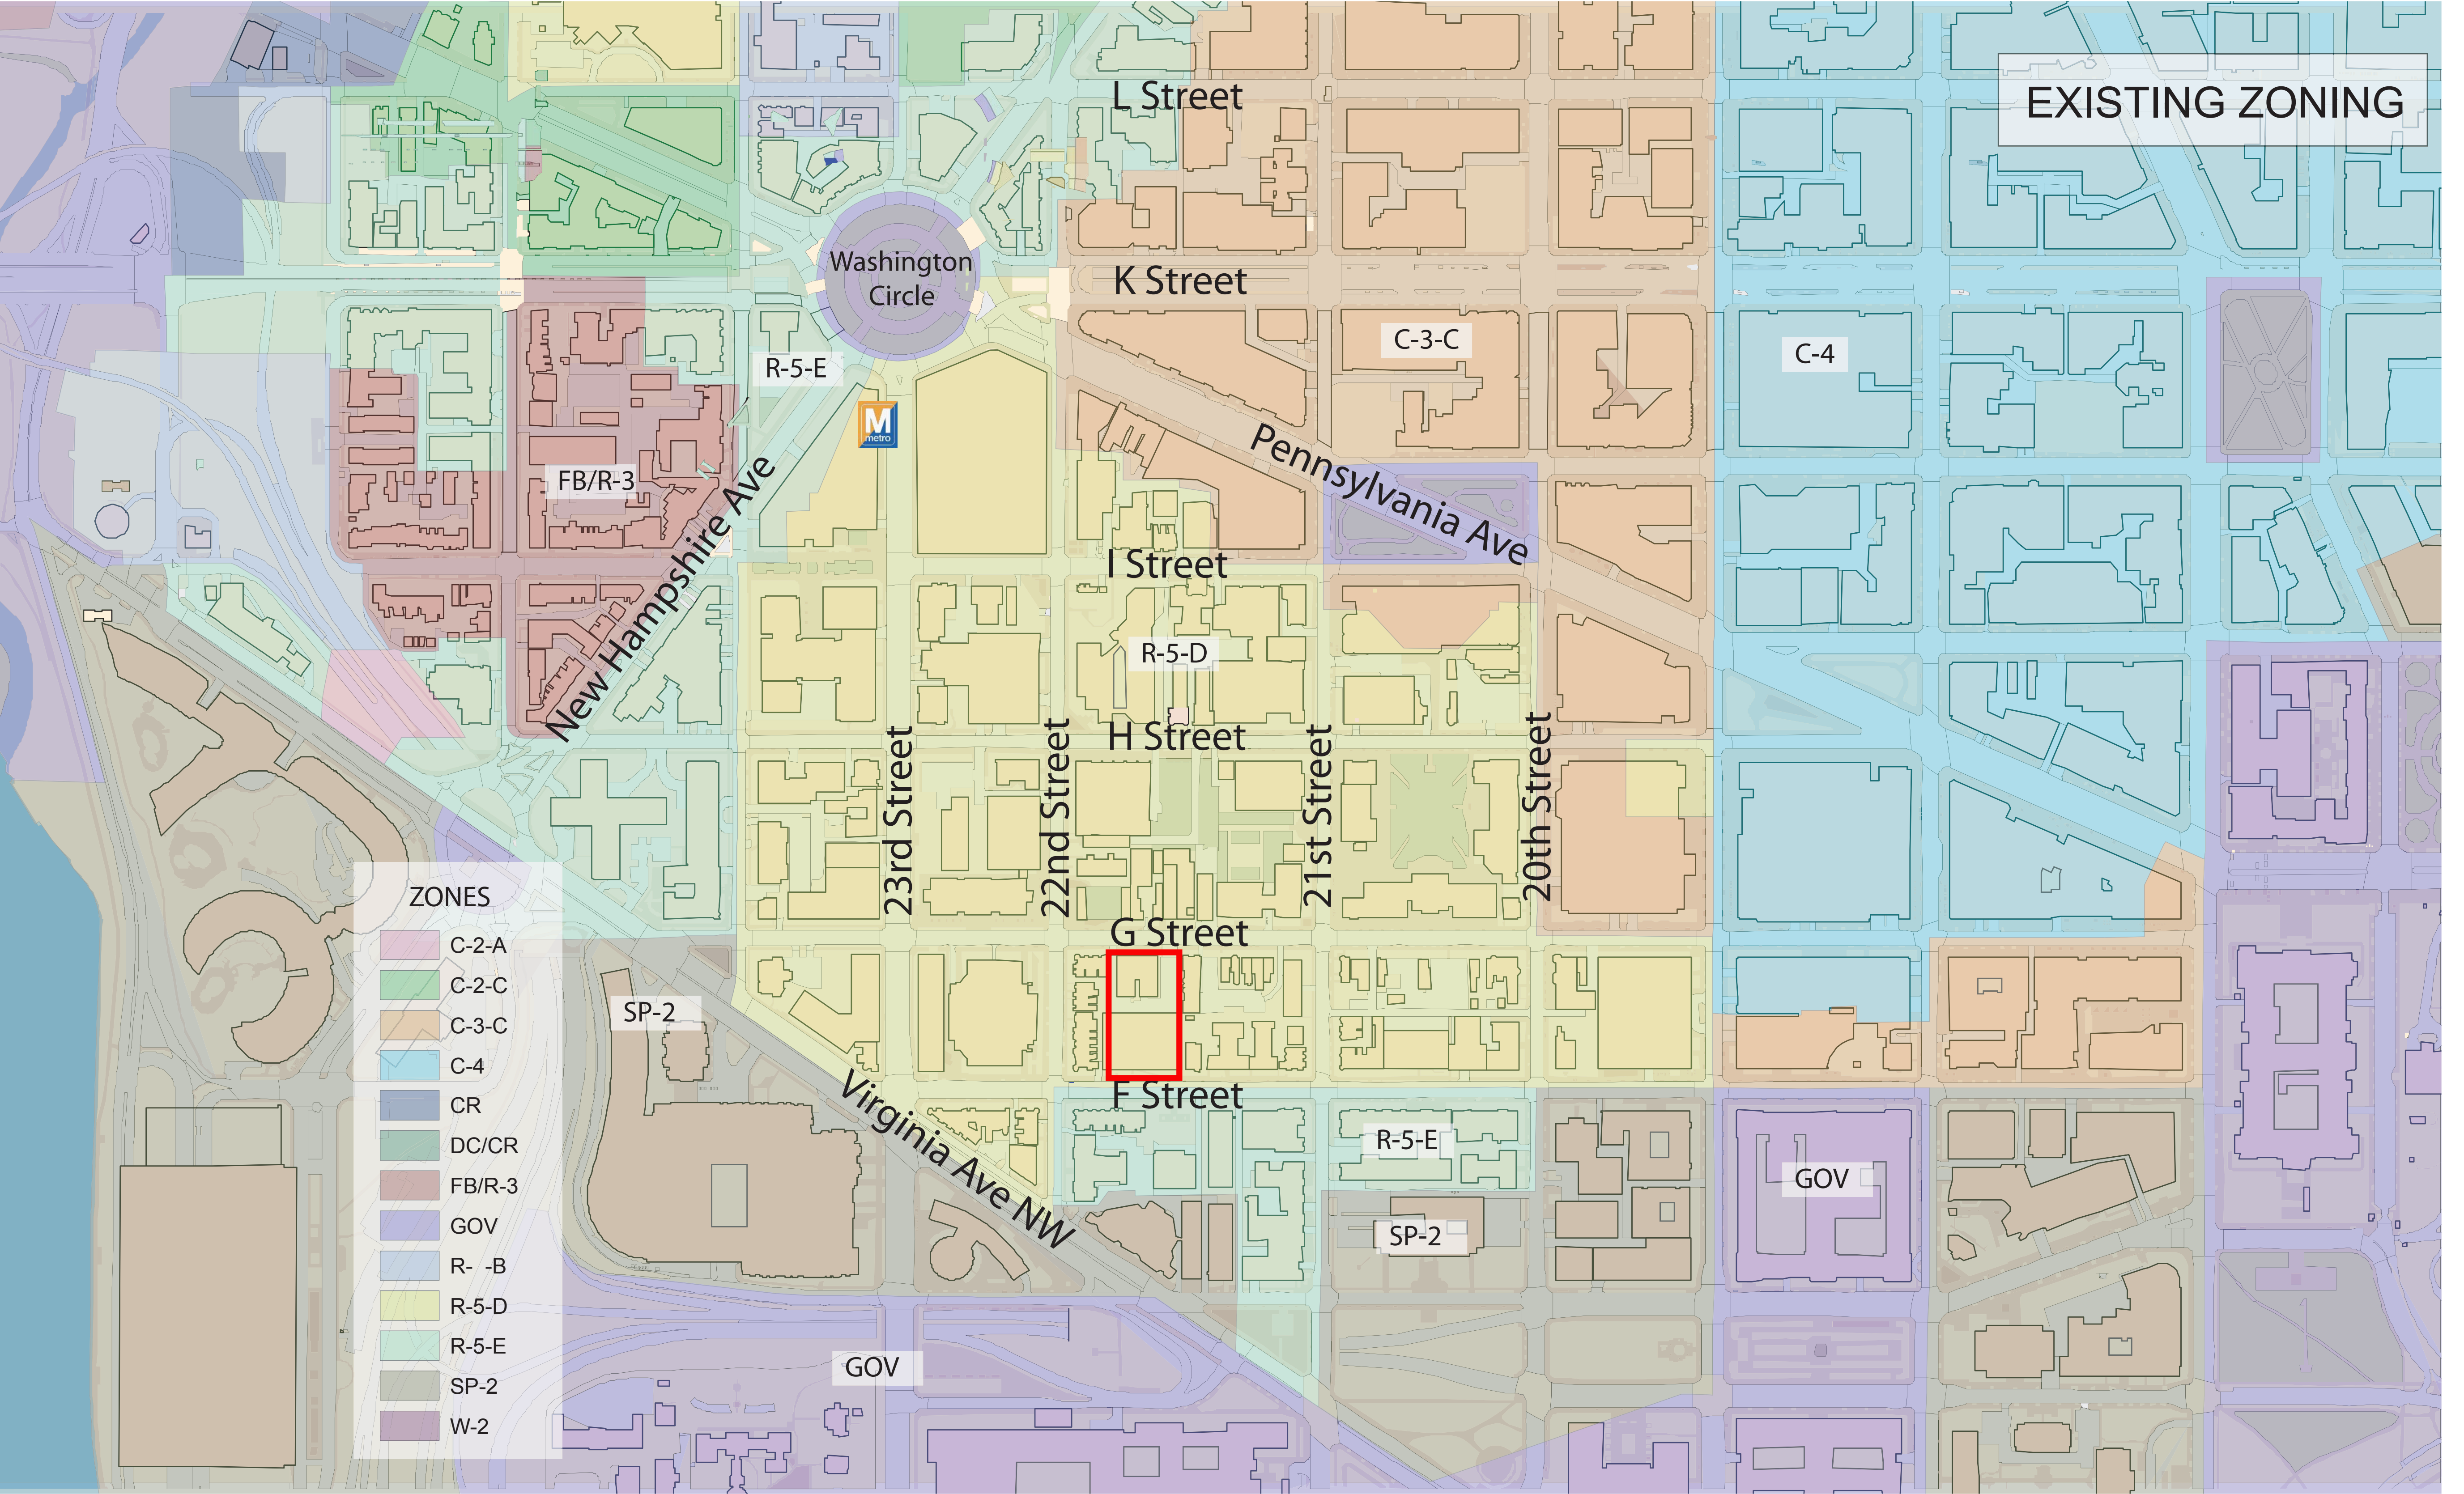 L Street
EXISTING ZONING
Washington
Circle
K Street
R-5-E
C-3-C
C-4
M
metro
Pennsylvania Ave
FB/R-3
New Hampshire Ave
I Street
R-5-D
H Street
23rd Street
22nd Street
21st Street
20th Street
G Street
SP-2
F Street
Virginia Ave NW
R-5-E
SP-2
GOV
GOV
ZONES
C-2-A
C-2-C
C-3-C
C-4
CR
DC/CR
FB/R-3
GOV
R- -B
R-5-D
R-5-E
SP-2
W-2